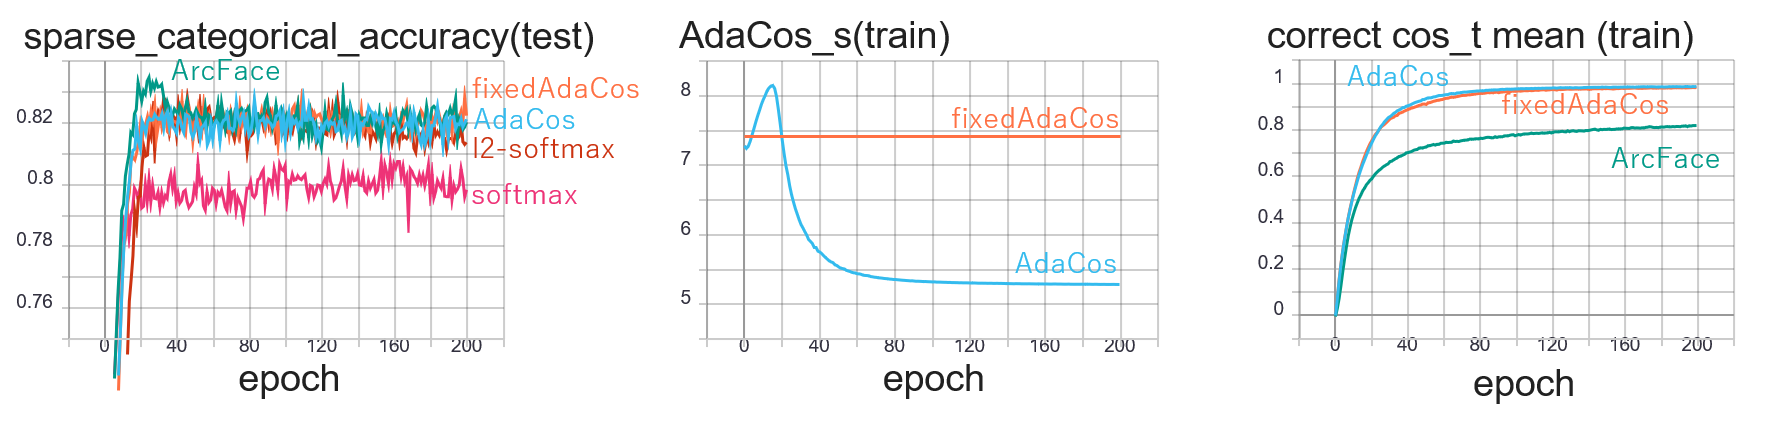 sparse_categorical_accuracy(test)
ArcFace
fixedAdaCos
AdaCos
l2-softmax
softmax
0.82
0.8
0.78
0.76
0 40 80 120 160 200
epoch
AdaCos_s(train)
fixedAdaCos
AdaCos
8
7
6
5
0 40 80 120 160 200
epoch
correct cos_t mean (train)
AdaCos
fixedAdaCos
ArcFace
1
0.8
0.6
0.4
0.2
0
0 40 80 120 160 200
epoch